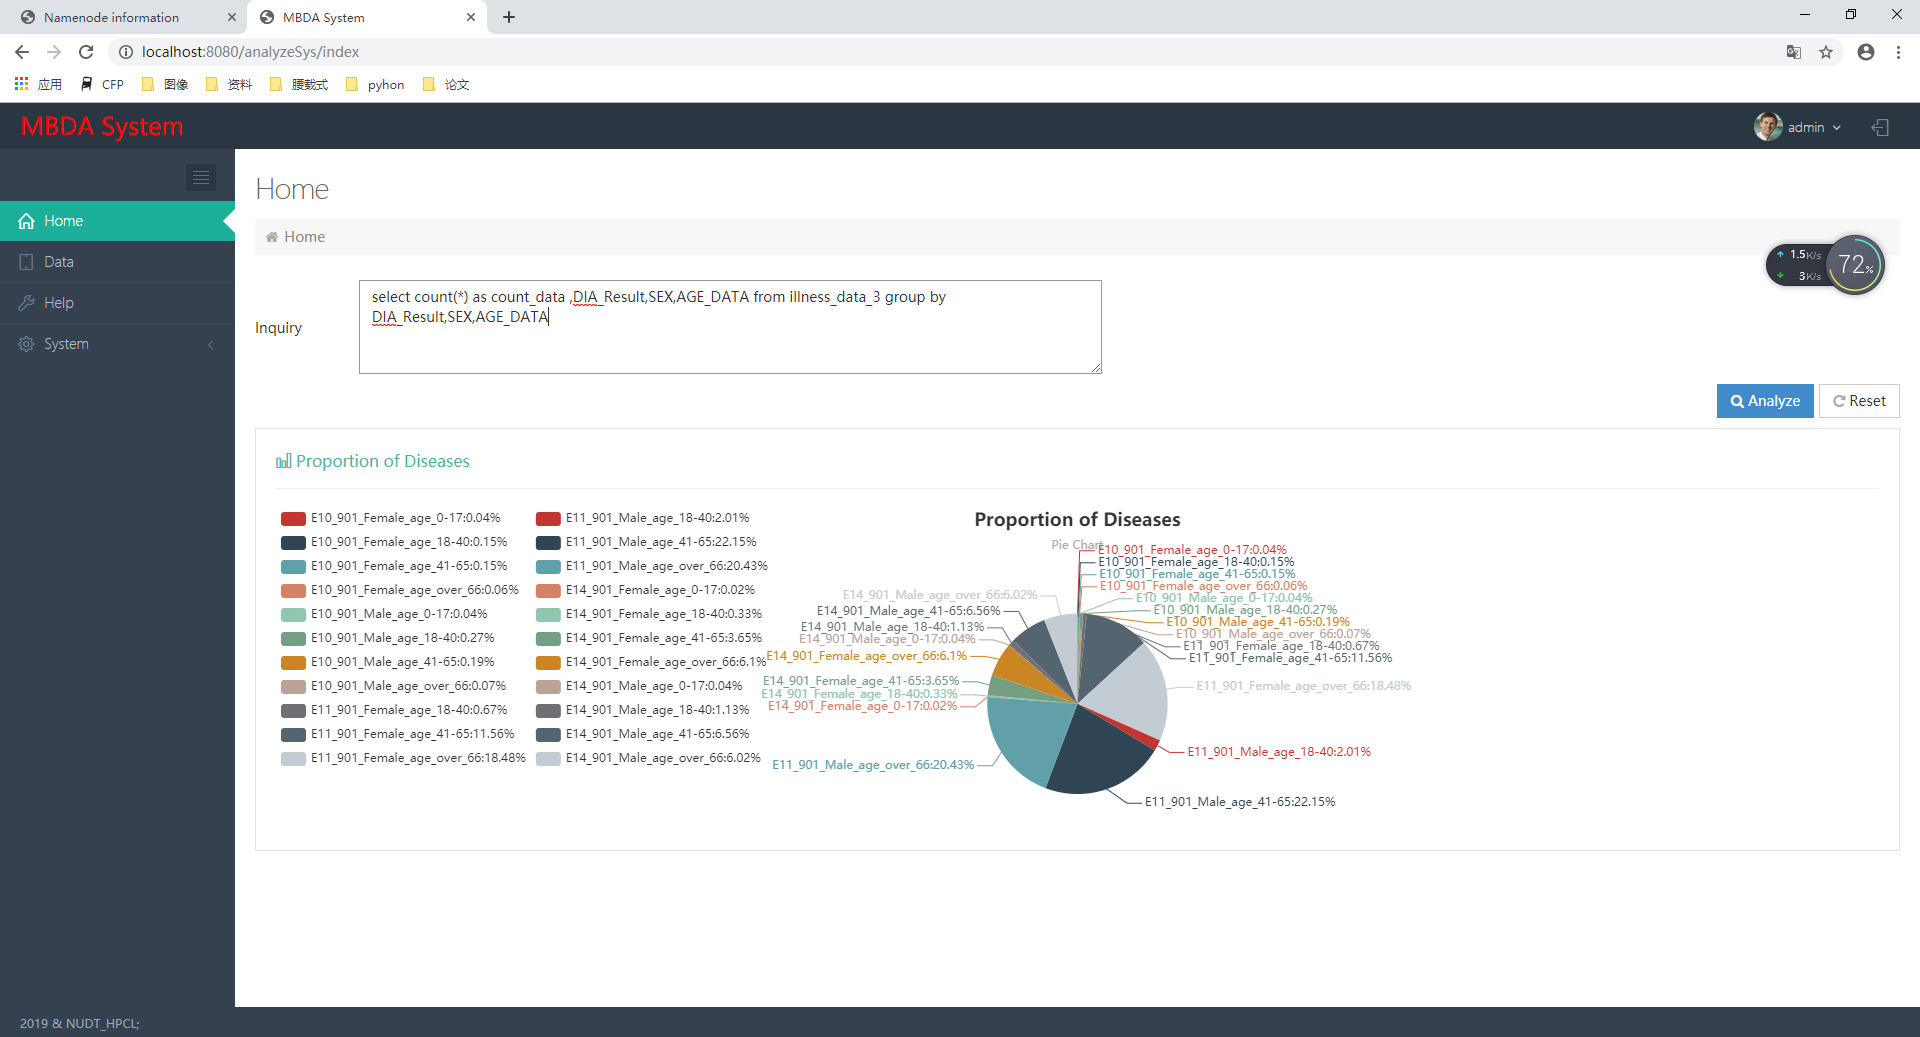 Namenode information
MBDA System
localhost:8080/analyzeSys/index
应用 CFP 图像 资料 腰截式 pyhon 论文
MBDA System
admin
Home
Data
Help
System
Home
Home
1.5K/s
3K/s
72%
Inquiry
select count(*) as count_data ,DIA_Result,SEX,AGE_DATA from illness_data_3 group by
DIA_Result,SEX,AGE_DATA
Analyze
Reset
Proportion of Diseases
E10_901_Female_age_0-17:0.04%
E10_901_Female_age_18-40:0.15%
E10_901_Female_age_41-65:0.15%
E10_901_Female_age_over_66:0.06%
E10_901_Male_age_0-17:0.04%
E10_901_Male_age_18-40:0.27%
E10_901_Male_age_41-65:0.19%
E10_901_Male_age_over_66:0.07%
E11_901_Female_age_18-40:0.67%
E11_901_Female_age_41-65:11.56%
E11_901_Female_age_over_66:18.48%
E11_901_Male_age_18-40:2.01%
E11_901_Male_age_41-65:22.15%
E11_901_Male_age_over_66:20.43%
E14_901_Female_age_0-17:0.02%
E14_901_Female_age_18-40:0.33%
E14_901_Female_age_41-65:3.65%
E14_901_Female_age_over_66:6.1%
E14_901_Male_age_0-17:0.04%
E14_901_Male_age_18-40:1.13%
E14_901_Male_age_41-65:6.56%
E14_901_Male_age_over_66:6.02%
Proportion of Diseases
Pie Chart
E10_901_Female_age_0-17:0.04%
E10_901_Female_age_18-40:0.15%
E10_901_Female_age_41-65:0.15%
E10_901_Female_age_over_66:0.06%
E10_901_Male_age_0-17:0.04%
E10_901_Male_age_18-40:0.27%
E10_901_Male_age_41-65:0.19%
E10_901_Male_age_over_66:0.07%
E11_901_Female_age_18-40:0.67%
E11_901_Female_age_41-65:11.56%
E11_901_Female_age_over_66:18.48%
E11_901_Male_age_18-40:2.01%
E11_901_Male_age_41-65:22.15%
E11_901_Male_age_over_66:20.43%
E14_901_Female_age_0-17:0.02%
E14_901_Female_age_18-40:0.33%
E14_901_Female_age_41-65:3.65%
E14_901_Female_age_over_66:6.1%
E14_901_Male_age_0-17:0.04%
E14_901_Male_age_18-40:1.13%
E14_901_Male_age_41-65:6.56%
E14_901_Male_age_over_66:6.02%
2019 & NUDT_HPCL;